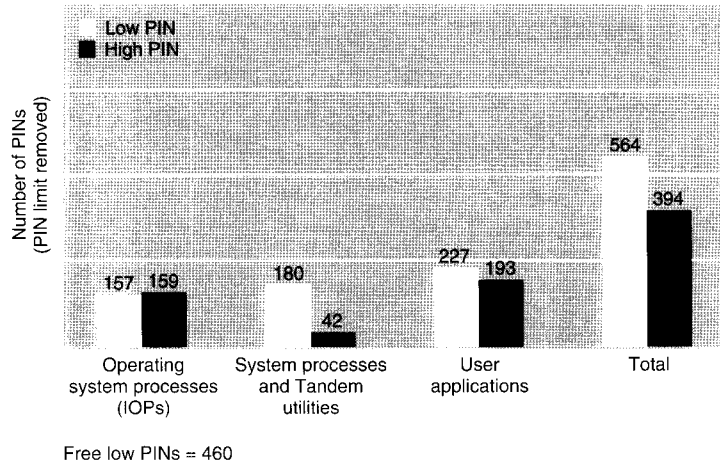 Low PIN
High PIN
Number of PINs
(PIN limit removed)
157
159
180
42
227
193
564
394
Operating
system processes
(IOPs)
System processes
and Tandem
utilities
User
applications
Total
Free low PINs = 460